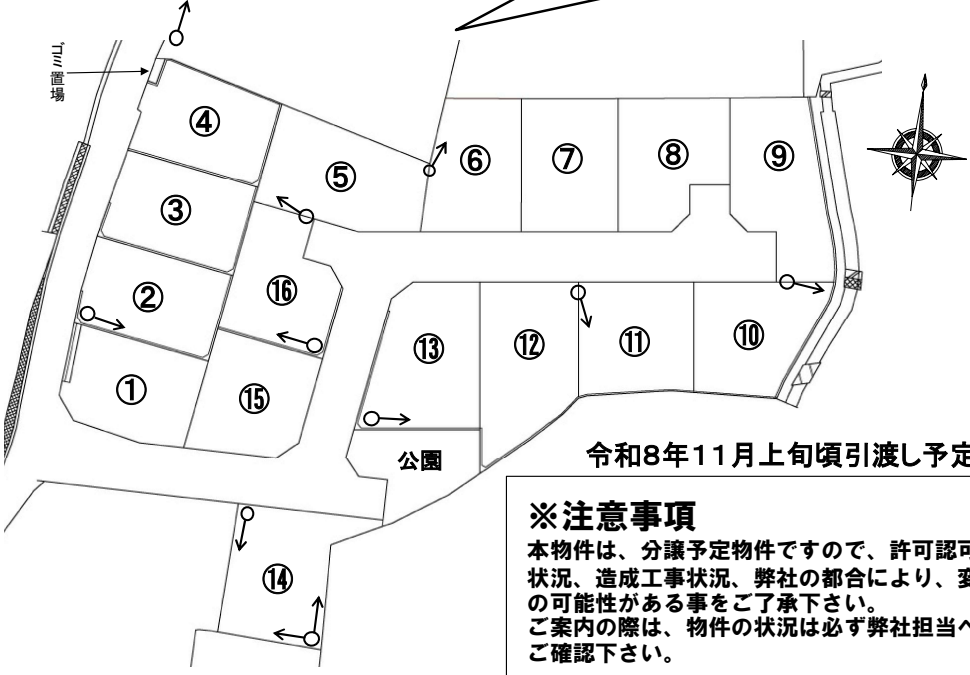 ゴミ置場
④
⑤
⑥
⑦
⑧
⑨
③
②
⑯
①
⑮
⑬
⑫
⑪
⑩
公園
⑭
令和8年11月上旬頃引渡し予定
※注意事項
本物件は、分譲予定物件ですので、許可認可
状況、造成工事状況、弊社の都合により、変
の可能性がある事をご了承下さい。
ご案内の際は、物件の状況は必ず弊社担当へ
ご確認下さい。